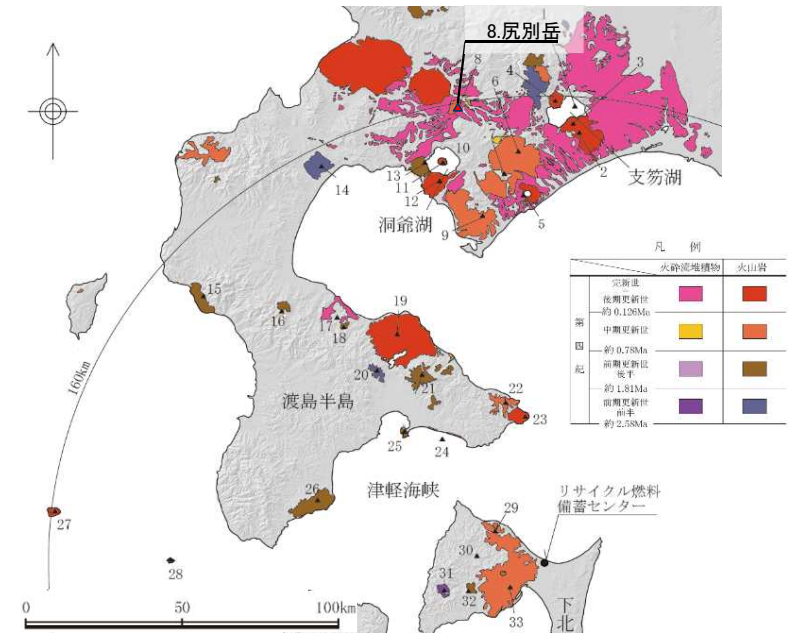 8.尻別岳
1
8
4
3
6
10
13
11
12
14
2
支笏湖
洞爺湖
5
9
凡 例
火砕流堆積物 火山岩
第四紀
完新世
後期更新世
約0.126Ma
中期更新世
約0.78Ma
前期更新世
後半
約1.81Ma
前期更新世
前半
約2.58Ma
15
16
17
18
19
160km
20
21
22
23
渡島半島
25
24
津軽海峡
26
リサイクル燃料
備蓄センター
27
28
29
30
31
32
33
下北
0 50 100km